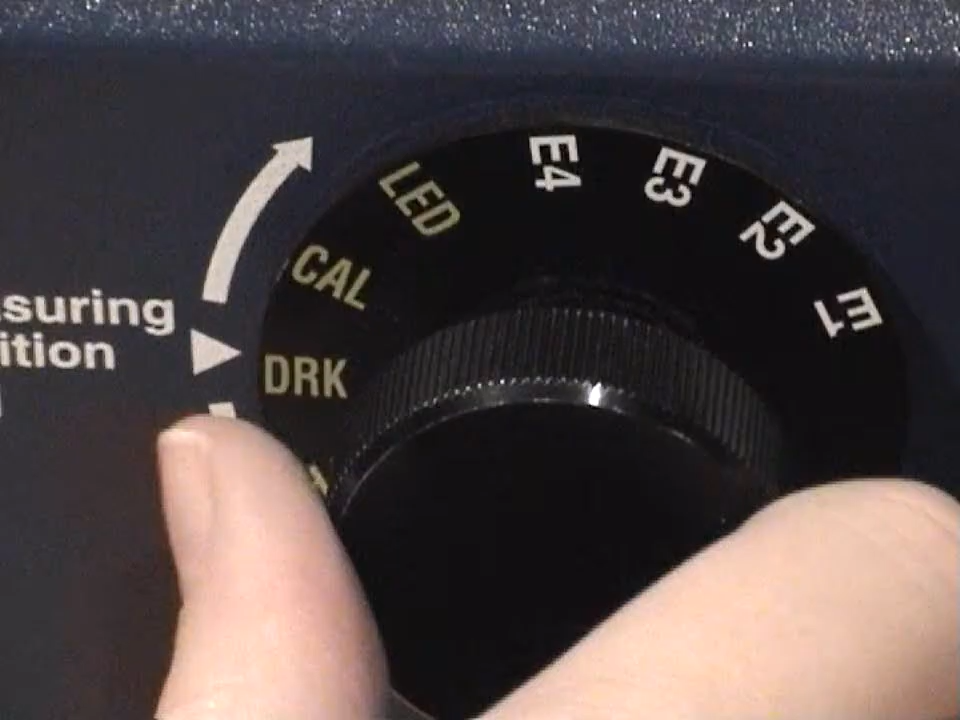 suring
ition
DRK
CAL
LED
E4
E3
E2
E1